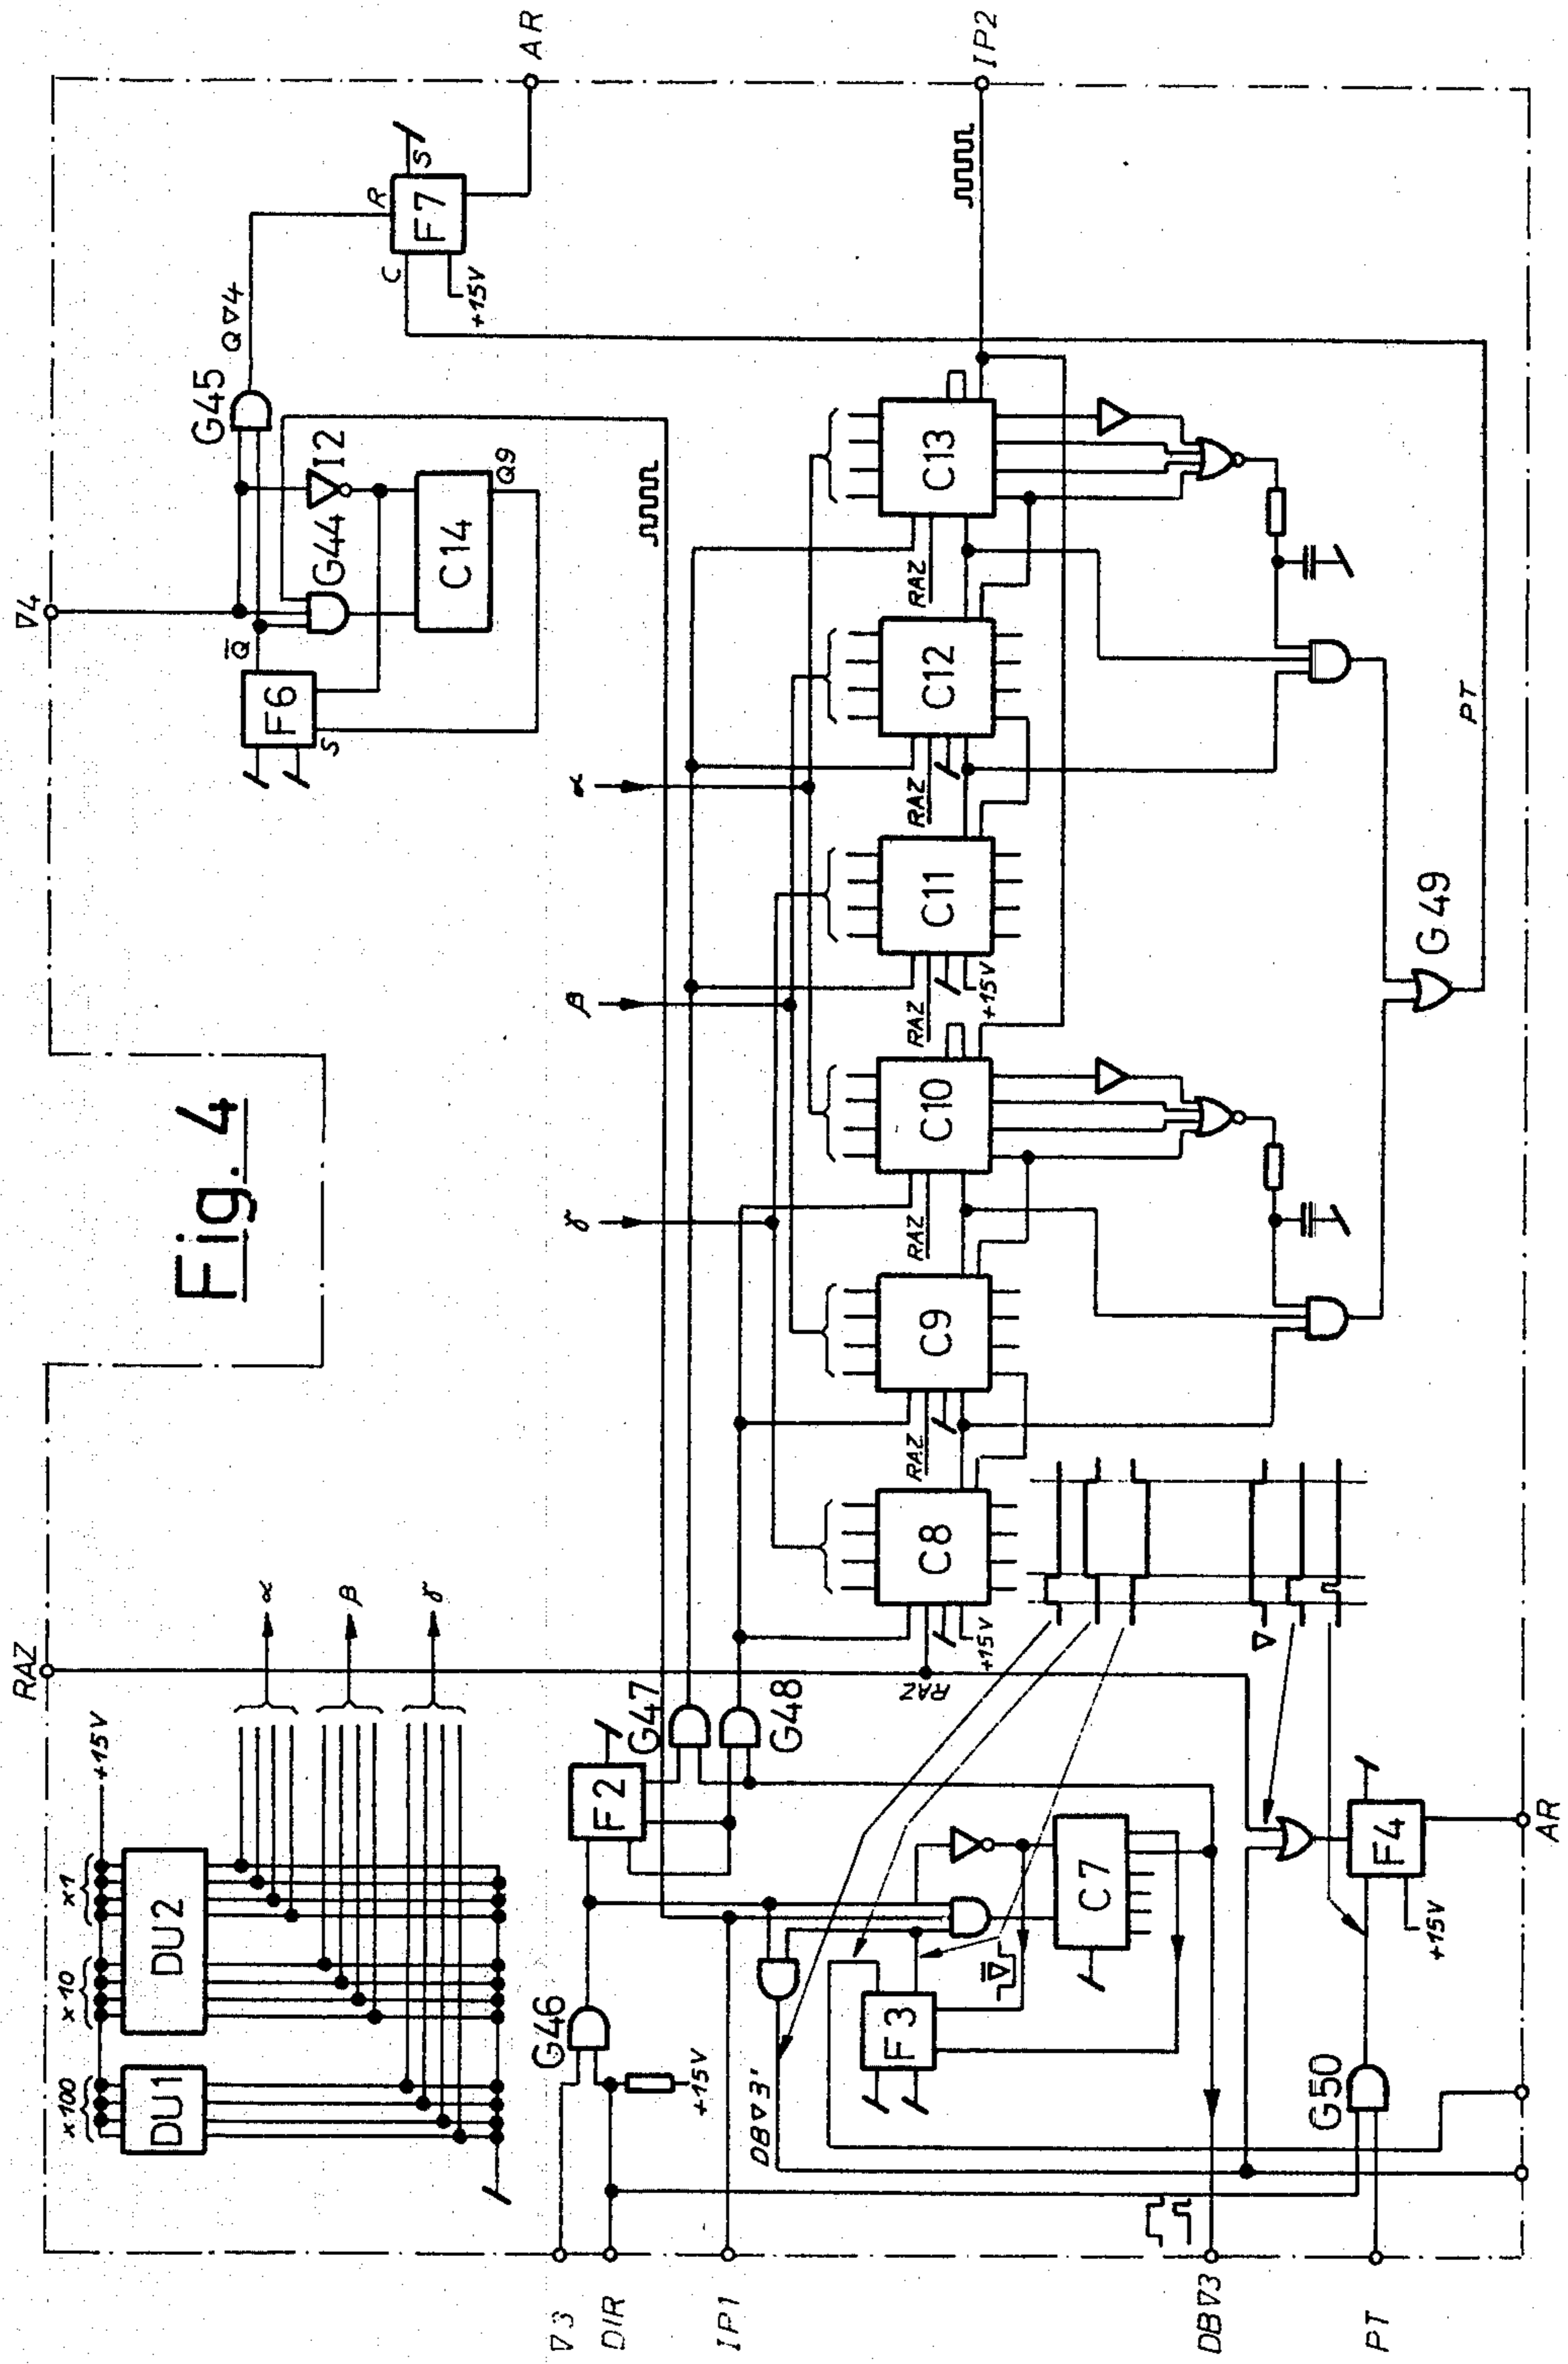 Fig. 4
RAZ
+15V
x100
x10
x1
DU1
DU2
α
β
γ
∇4
G45
Q∇4
I2
G44
Q̅
F6
S
C14
Q9
R
C
S
F7
+15V
AR
IP2
∇3
DIR
IP1
DB∇3
PT
G46
+15V
F2
G47
G48
DB∇3'
F3
∇̅
C7
G50
F4
+15V
AR
∇
γ
β
α
RAZ
+15V
C8
RAZ
C9
RAZ
C10
RAZ
+15V
C11
RAZ
C12
RAZ
C13
G49
PT